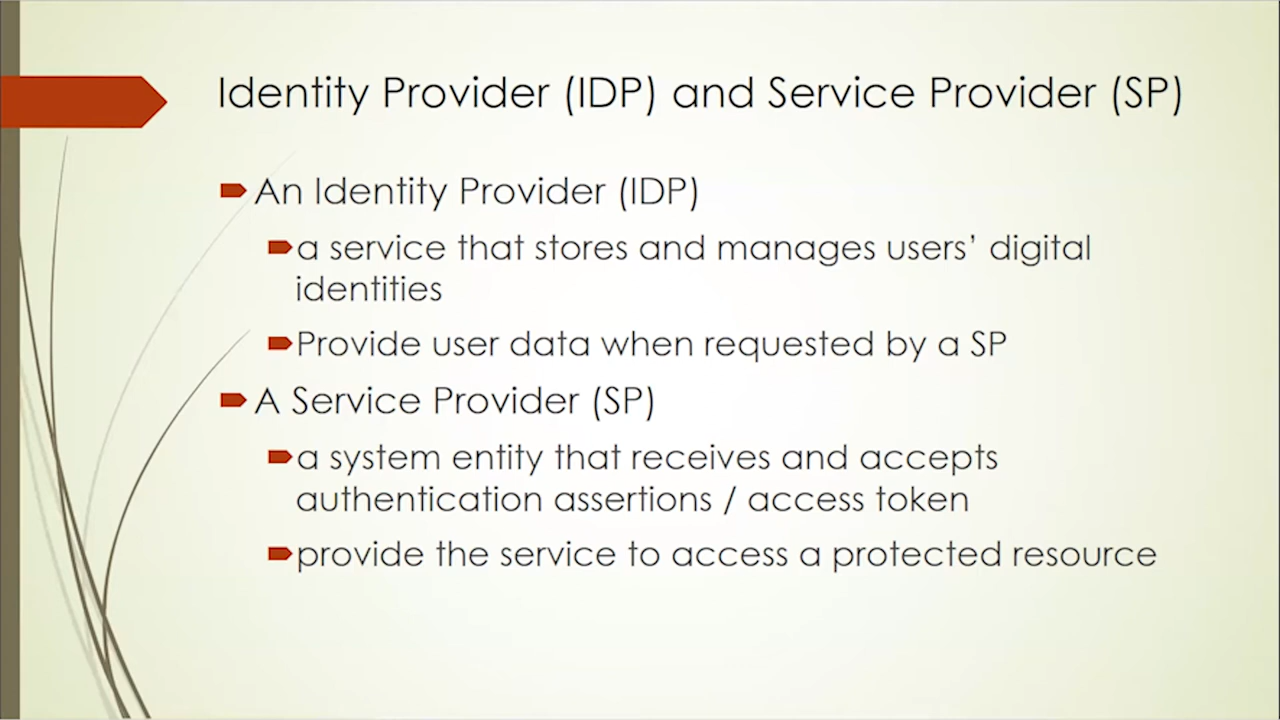 Identity Provider (IDP) and Service Provider (SP)
An Identity Provider (IDP)
a service that stores and manages users’ digital
identities
Provide user data when requested by a SP
A Service Provider (SP)
a system entity that receives and accepts
authentication assertions / access token
provide the service to access a protected resource